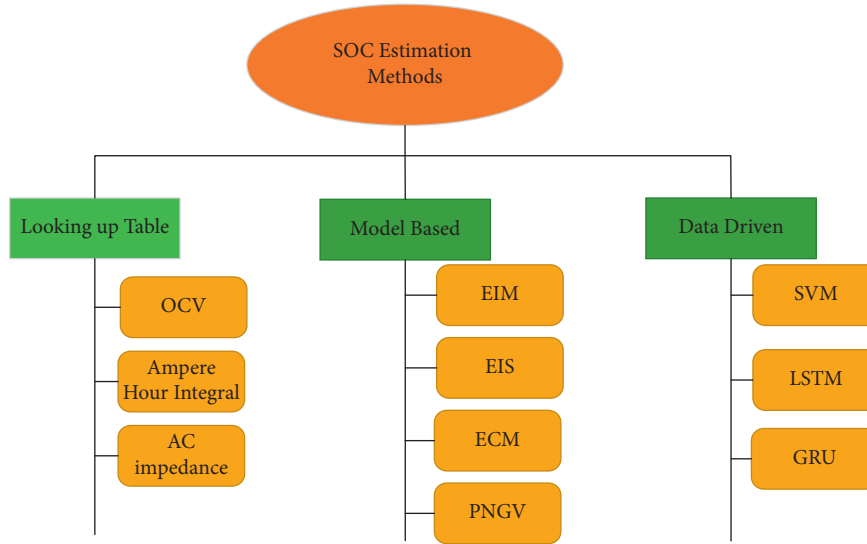 SOC Estimation
Methods
Looking up Table
OCV
Ampere
Hour Integral
AC
impedance
Model Based
EIM
EIS
ECM
PNGV
Data Driven
SVM
LSTM
GRU